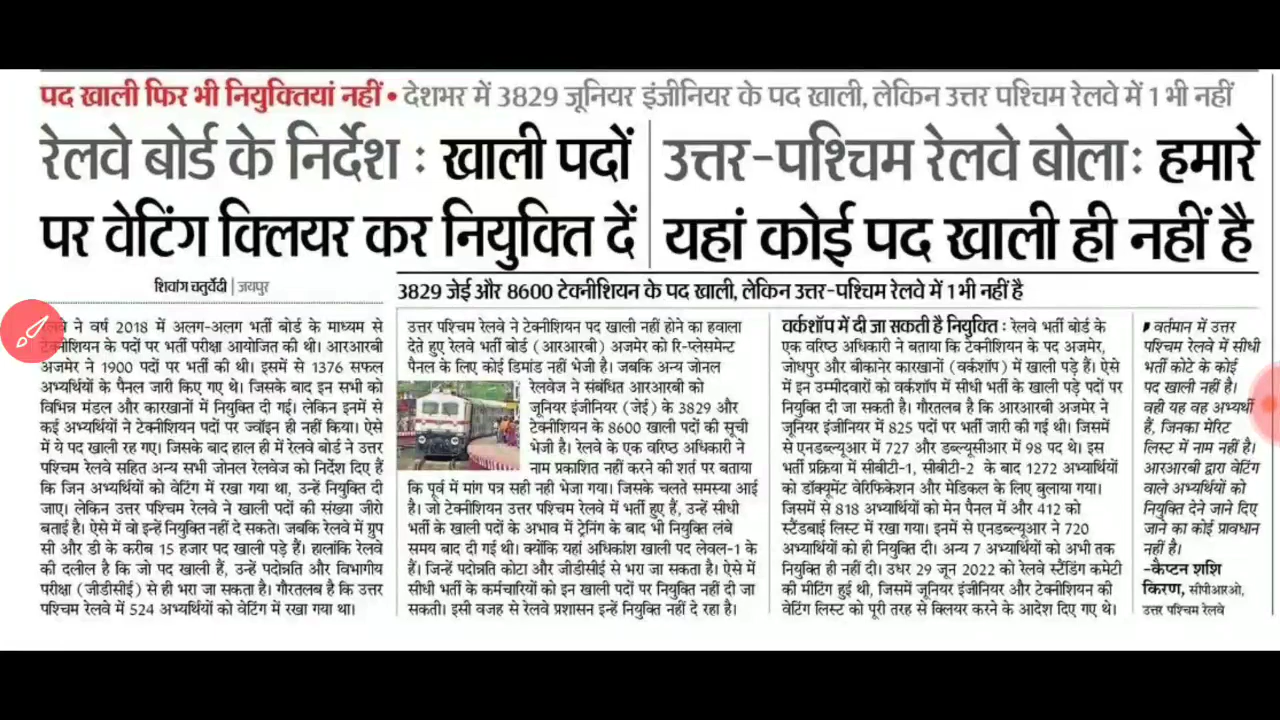 पद खाली फिर भी नियुक्तियां नहीं • देशभर में 3829 जूनियर इंजीनियर के पद खाली, लेकिन उत्तर पश्चिम रेलवे में 1 भी नहीं
रेलवे बोर्ड के निर्देश : खाली पदों
पर वेटिंग क्लियर कर नियुक्ति दें
उत्तर-पश्चिम रेलवे बोला: हमारे
यहां कोई पद खाली ही नहीं है
शिवांग चतुर्वेदी | जयपुर
3829 जेई और 8600 टेक्नीशियन के पद खाली, लेकिन उत्तर-पश्चिम रेलवे में 1 भी नहीं है
ने वर्ष 2018 में अलग-अलग भर्ती बोर्ड के माध्यम से
टेक्नीशियन के पदों पर भर्ती परीक्षा आयोजित की थी। आरआरबी
अजमेर ने 1900 पदों पर भर्ती की थी। इसमें से 1376 सफल
अभ्यर्थियों के पैनल जारी किए गए थे। जिसके बाद इन सभी को
विभिन्न मंडल और कारखानों में नियुक्ति दी गई। लेकिन इनमें से
कई अभ्यर्थियों ने टेक्नीशियन पदों पर ज्वॉइन ही नहीं किया। ऐसे
में ये पद खाली रह गए। जिसके बाद हाल ही में रेलवे बोर्ड ने उत्तर
पश्चिम रेलवे सहित अन्य सभी जोनल रेलवेज को निर्देश दिए हैं
कि जिन अभ्यर्थियों को वेटिंग में रखा गया था, उन्हें नियुक्ति दी
जाए। लेकिन उत्तर पश्चिम रेलवे ने खाली पदों की संख्या जीरो
बताई है। ऐसे में वो इन्हें नियुक्ति नहीं दे सकते। जबकि रेलवे में ग्रुप
सी और डी के करीब 15 हजार पद खाली पड़े हैं। हालांकि रेलवे
की दलील है कि जो पद खाली हैं, उन्हें पदोन्नति और विभागीय
परीक्षा (जीडीसीई) से ही भरा जा सकता है। गौरतलब है कि उत्तर
पश्चिम रेलवे में 524 अभ्यर्थियों को वेटिंग में रखा गया था।
उत्तर पश्चिम रेलवे ने टेक्नीशियन पद खाली नहीं होने का हवाला
देते हुए रेलवे भर्ती बोर्ड (आरआरबी) अजमेर को रि-प्लेसमेंट
पैनल के लिए कोई डिमांड नहीं भेजी है। जबकि अन्य जोनल
रेलवेज ने संबंधित आरआरबी को
जूनियर इंजीनियर (जेई) के 3829 और
टेक्नीशियन के 8600 खाली पदों की सूची
भेजी है। रेलवे के एक वरिष्ठ अधिकारी ने
नाम प्रकाशित नहीं करने की शर्त पर बताया
कि पूर्व में मांग पत्र सही नही भेजा गया। जिसके चलते समस्या आई
है। जो टेक्नीशियन उत्तर पश्चिम रेलवे में भर्ती हुए हैं, उन्हें सीधी
भर्ती के खाली पदों के अभाव में ट्रेनिंग के बाद भी नियुक्ति लंबे
समय बाद दी गई थी। क्योंकि यहां अधिकांश खाली पद लेवल-1 के
हैं। जिन्हें पदोन्नति कोटा और जीडीसीई से भरा जा सकता है। ऐसे में
सीधी भर्ती के कर्मचारियों को इन खाली पदों पर नियुक्ति नहीं दी जा
सकती। इसी वजह से रेलवे प्रशासन इन्हें नियुक्ति नहीं दे रहा है।
वर्कशॉप में दी जा सकती है नियुक्ति : रेलवे भर्ती बोर्ड के
एक वरिष्ठ अधिकारी ने बताया कि टेक्नीशियन के पद अजमेर,
जोधपुर और बीकानेर कारखानों (वर्कशॉप) में खाली पड़े हैं। ऐसे
में इन उम्मीदवारों को वर्कशॉप में सीधी भर्ती के खाली पड़े पदों पर
नियुक्ति दी जा सकती है। गौरतलब है कि आरआरबी अजमेर ने
जूनियर इंजीनियर में 825 पदों पर भर्ती जारी की गई थी। जिसमें
से एनडब्ल्यूआर में 727 और डब्ल्यूसीआर में 98 पद थे। इस
भर्ती प्रक्रिया में सीबीटी-1, सीबीटी-2 के बाद 1272 अभ्यार्थियों
को डॉक्यूमेंट वेरिफिकेशन और मेडिकल के लिए बुलाया गया।
जिसमें से 818 अभ्यार्थियों को मेन पैनल में और 412 को
स्टैंडबाई लिस्ट में रखा गया। इनमें से एनडब्ल्यूआर ने 720
अभ्यार्थियों को ही नियुक्ति दी। अन्य 7 अभ्यार्थियों को अभी तक
नियुक्ति ही नहीं दी। उधर 29 जून 2022 को रेलवे स्टैंडिंग कमेटी
की मीटिंग हुई थी, जिसमें जूनियर इंजीनियर और टेक्नीशियन की
वेटिंग लिस्ट को पूरी तरह से क्लियर करने के आदेश दिए गए थे।
वर्तमान में उत्तर
पश्चिम रेलवे में सीधी
भर्ती कोटे के कोई
पद खाली नहीं है।
वही यह वह अभ्यर्थी
हैं, जिनका मेरिट
लिस्ट में नाम नहीं है।
आरआरबी द्वारा वेटिंग
वाले अभ्यर्थियों को
नियुक्ति देने जाने दिए
जाने का कोई प्रावधान
नहीं है।
-कैप्टन शशि
किरण, सीपीआरओ,
उत्तर पश्चिम रेलवे